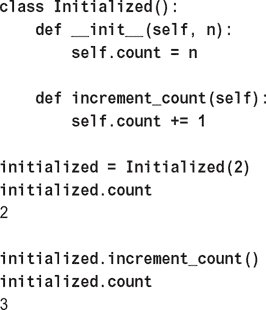 class Initialized():
    def __init__(self, n):
        self.count = n

    def increment_count(self):
        self.count += 1

initialized = Initialized(2)
initialized.count
2

initialized.increment_count()
initialized.count
3